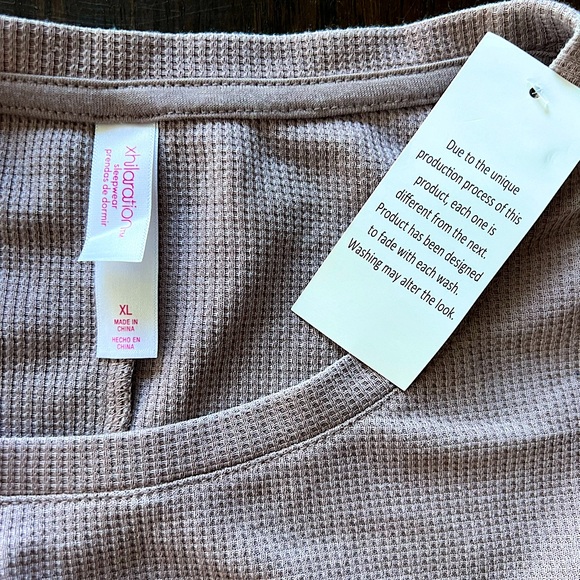 xhilaration™
sleepwear
prendas de dormir
XL
MADE IN
CHINA
HECHO EN
CHINA
Due to the unique
production process of this
product, each one is
different from the next.
Product has been designed
to fade with each wash.
Washing may alter the look.